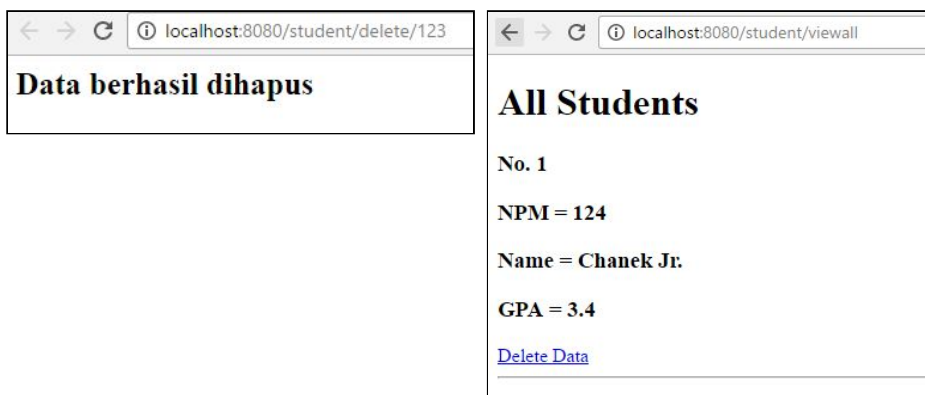 localhost:8080/student/delete/123
Data berhasil dihapus
localhost:8080/student/viewall
All Students
No. 1
NPM = 124
Name = Chanek Jr.
GPA = 3.4
Delete Data